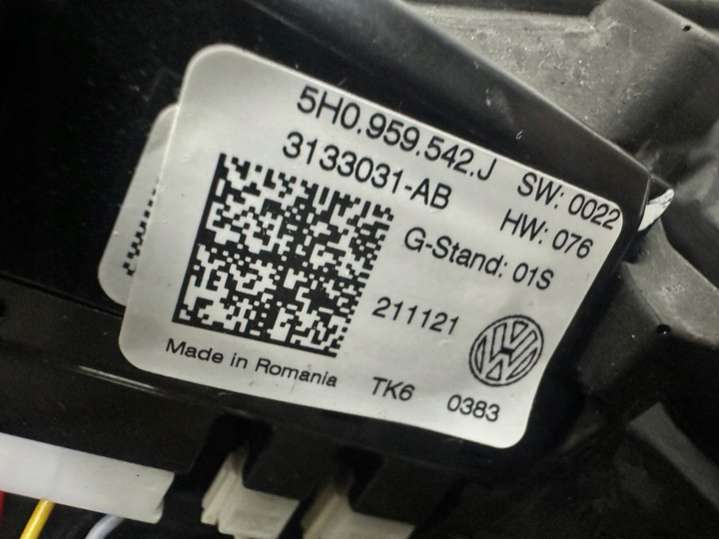 5H0.959.542.J SW: 0022
3133031-AB HW: 076
G-Stand: 01S
211121
Made in Romania TK6 0383